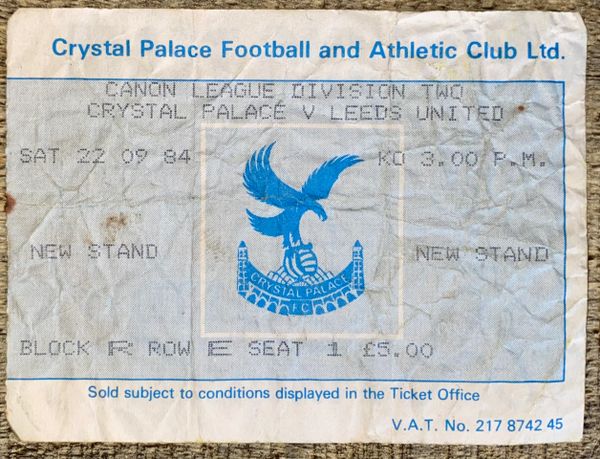 Crystal Palace Football and Athletic Club Ltd.
CANON LEAGUE DIVISION TWO
CRYSTAL PALACE V LEEDS UNITED
SAT 22 09 84 KO 3.00 P.M.
NEW STAND NEW STAND
CRYSTAL PALACE
F.C.
BLOCK R ROW E SEAT 1 £5.00
Sold subject to conditions displayed in the Ticket Office
V.A.T. No. 217 8742 45